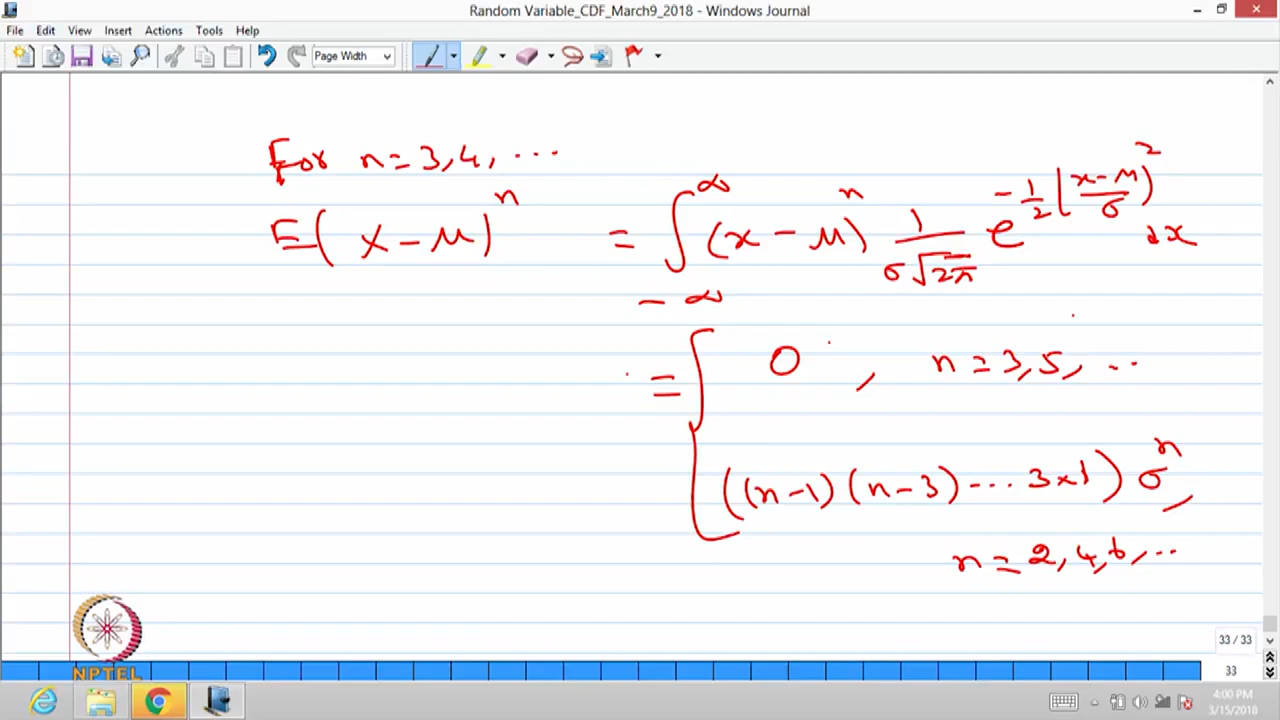 Random Variable_CDF_March9_2018 - Windows Journal
File Edit View Insert Actions Tools Help
Page Width
For n = 3, 4, ...
E(X - μ)^n = ∫_{-∞}^{∞} (x - μ)^n 1/(σ√2π) e^{-1/2 ((x - μ)/σ)^2} dx
= { 0 , n = 3, 5, ...
((n-1)(n-3) ... 3×1) σ^n ,
n = 2, 4, 6, ...
33 / 33
NPTEL
33
4:00 PM
3/15/2018